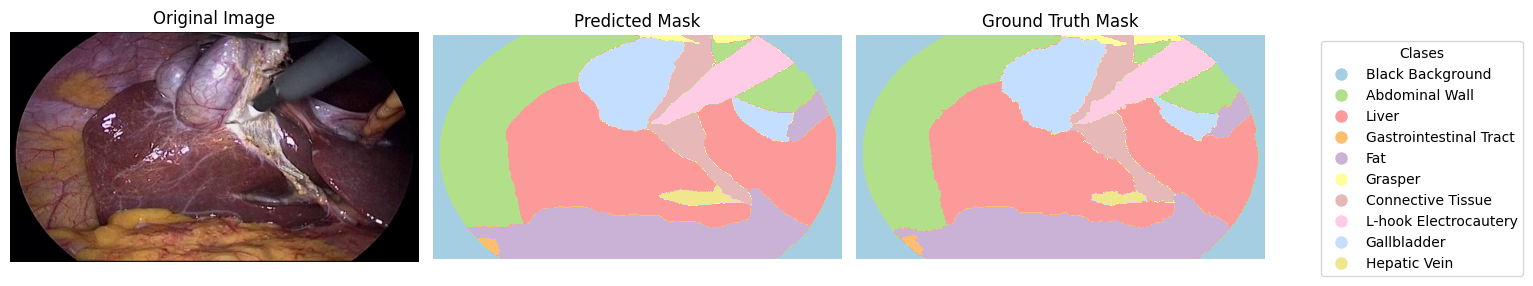 Original Image
Predicted Mask
Ground Truth Mask
Clases
Black Background
Abdominal Wall
Liver
Gastrointestinal Tract
Fat
Grasper
Connective Tissue
L-hook Electrocautery
Gallbladder
Hepatic Vein